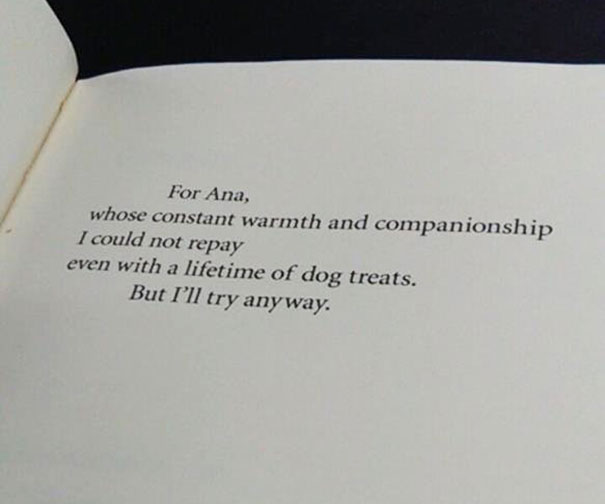 For Ana,
whose constant warmth and companionship
I could not repay
even with a lifetime of dog treats.
But I'll try anyway.